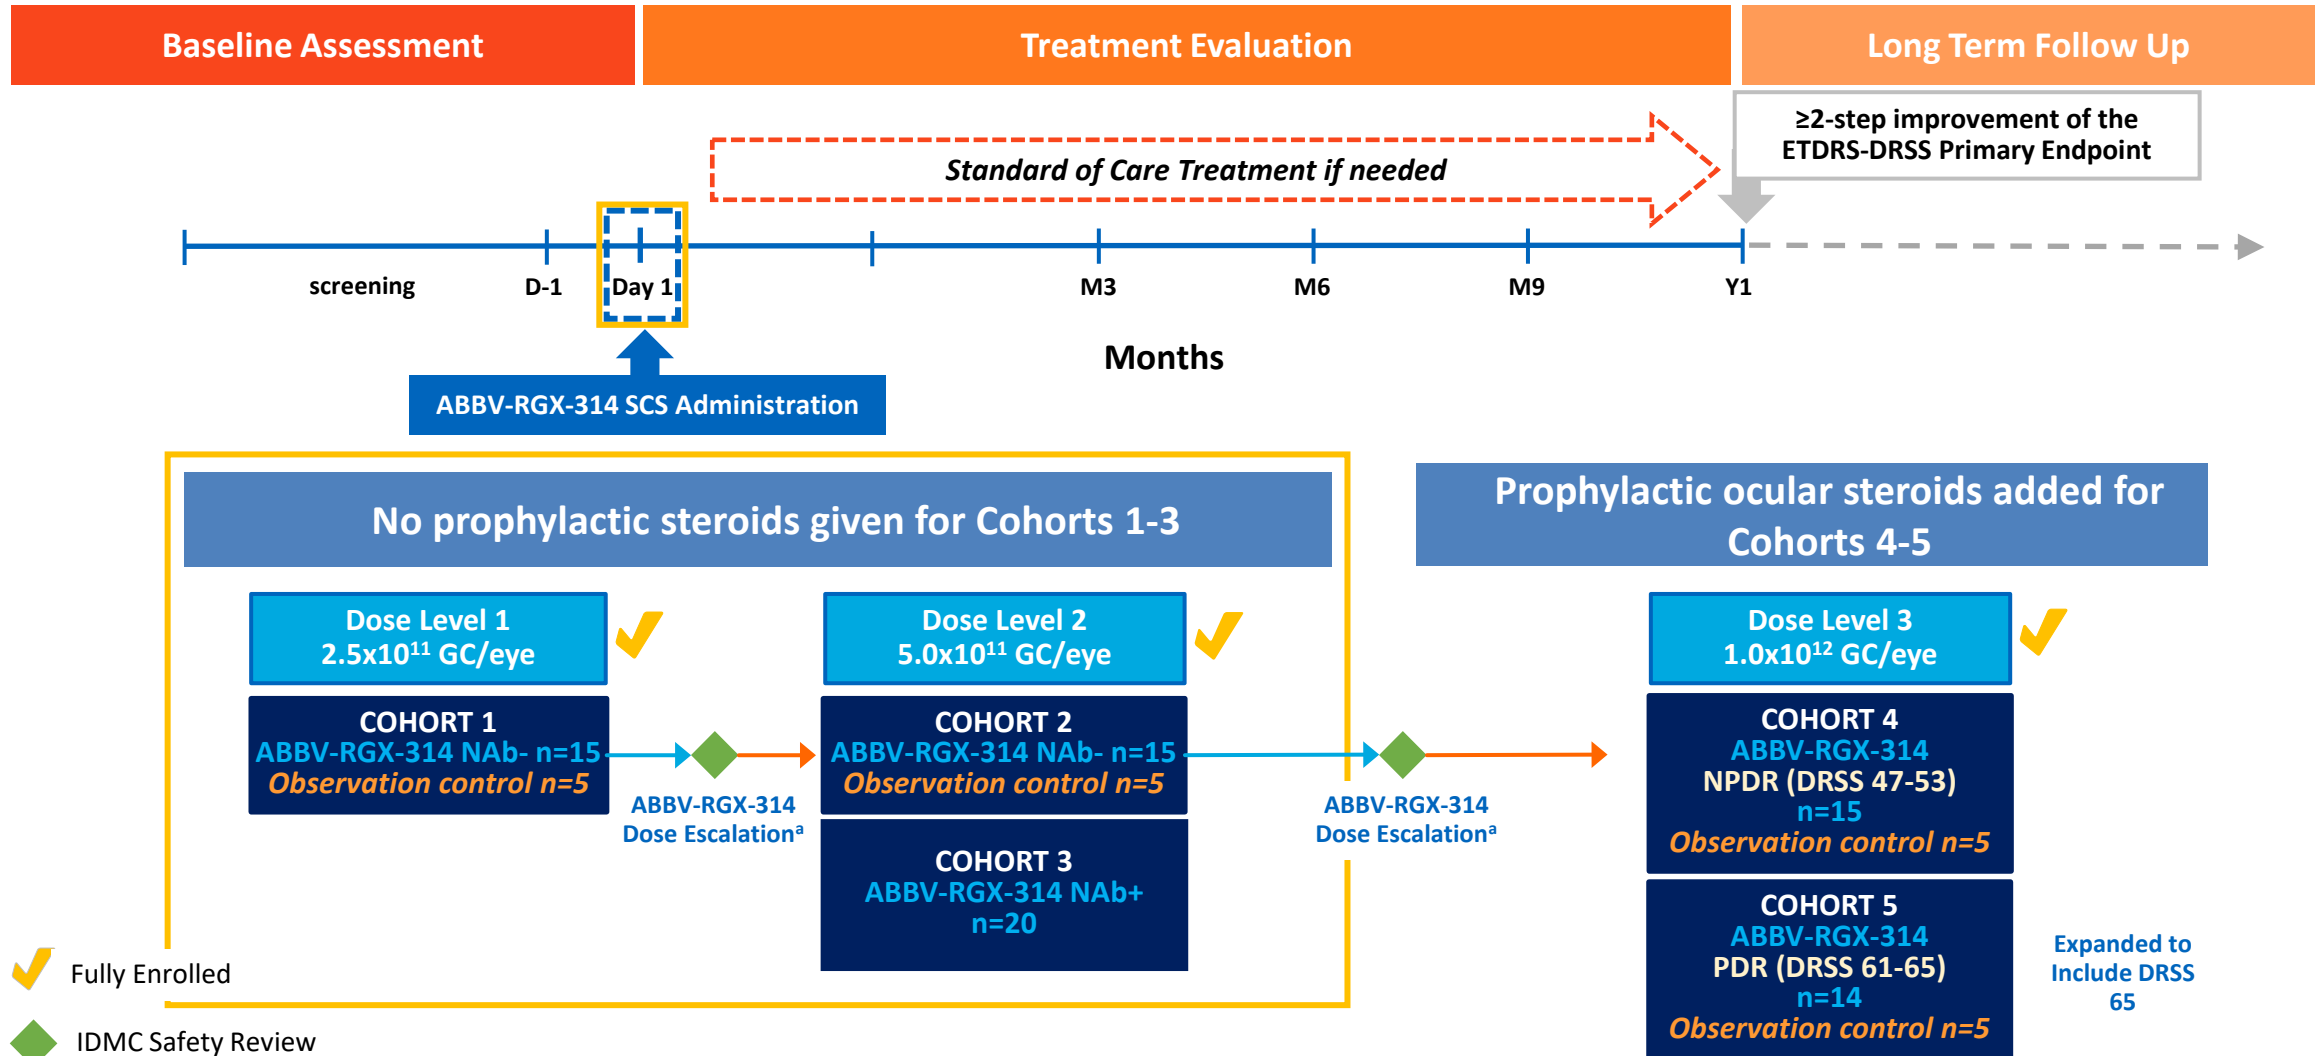 Baseline Assessment
Treatment Evaluation
Long Term Follow Up
≥2-step improvement of the
ETDRS-DRSS Primary Endpoint
Standard of Care Treatment if needed
screening
D-1
Day 1
M3
M6
M9
Y1
Months
ABBV-RGX-314 SCS Administration
No prophylactic steroids given for Cohorts 1-3
Prophylactic ocular steroids added for
Cohorts 4-5
Dose Level 1
2.5x10¹¹ GC/eye
COHORT 1
ABBV-RGX-314 NAb- n=15
Observation control n=5
ABBV-RGX-314
Dose Escalationᵃ
Dose Level 2
5.0x10¹¹ GC/eye
COHORT 2
ABBV-RGX-314 NAb- n=15
Observation control n=5
COHORT 3
ABBV-RGX-314 NAb+
n=20
ABBV-RGX-314
Dose Escalationᵃ
Dose Level 3
1.0x10¹² GC/eye
COHORT 4
ABBV-RGX-314
NPDR (DRSS 47-53)
n=15
Observation control n=5
COHORT 5
ABBV-RGX-314
PDR (DRSS 61-65)
n=14
Observation control n=5
Expanded to
Include DRSS
65
Fully Enrolled
IDMC Safety Review